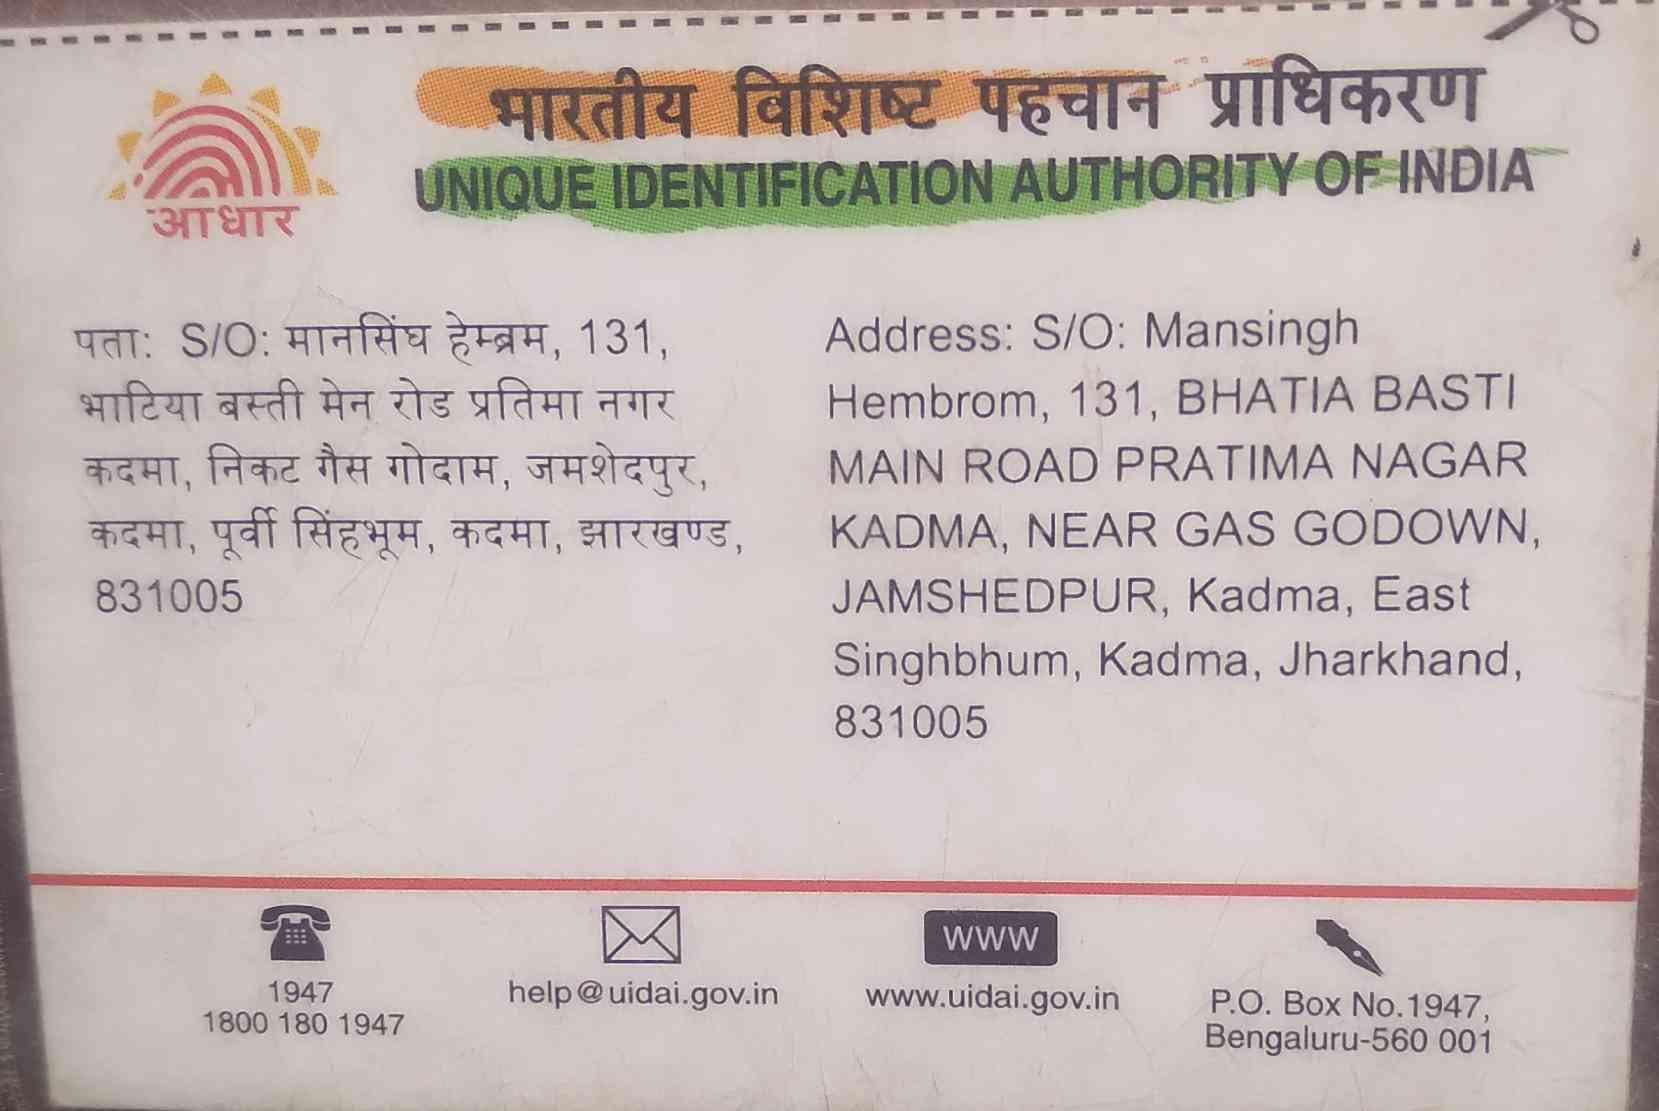 भारतीय विशिष्ट पहचान प्राधिकरण
UNIQUE IDENTIFICATION AUTHORITY OF INDIA
आधार
पता: S/O: मानसिंघ हेम्ब्रम, 131,
भाटिया बस्ती मेन रोड प्रतिमा नगर
कदमा, निकट गैस गोदाम, जमशेदपुर,
कदमा, पूर्वी सिंहभूम, कदमा, झारखण्ड,
831005
Address: S/O: Mansingh
Hembrom, 131, BHATIA BASTI
MAIN ROAD PRATIMA NAGAR
KADMA, NEAR GAS GODOWN,
JAMSHEDPUR, Kadma, East
Singhbhum, Kadma, Jharkhand,
831005
1947
1800 180 1947
help@uidai.gov.in
www
www.uidai.gov.in
P.O. Box No.1947,
Bengaluru-560 001